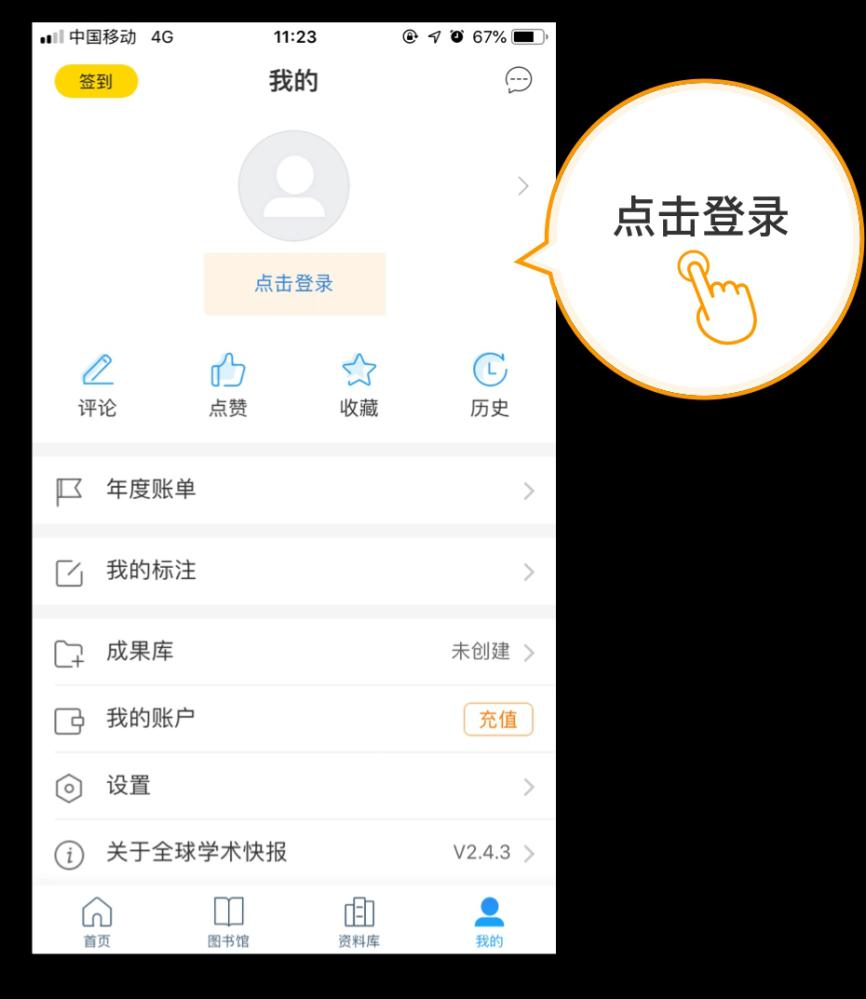 中国移动 4G 11:23 67%
签到 我的
点击登录
点击登录
评论 点赞 收藏 历史
年度账单
我的标注
成果库 未创建
我的账户 充值
设置
关于全球学术快报 V2.4.3
首页 图书馆 资料库 我的